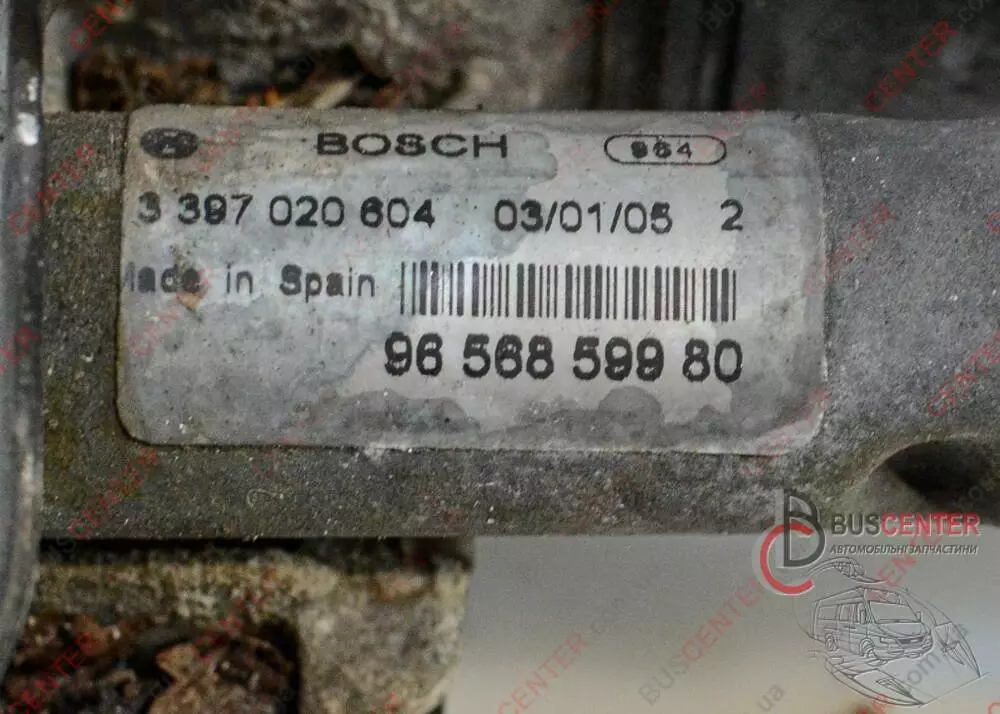 BOSCH 964
3 397 020 604 03/01/05 2
Made in Spain
96 568 599 80
BUSCENTER
АВТОМОБІЛЬНІ ЗАПЧАСТИНИ